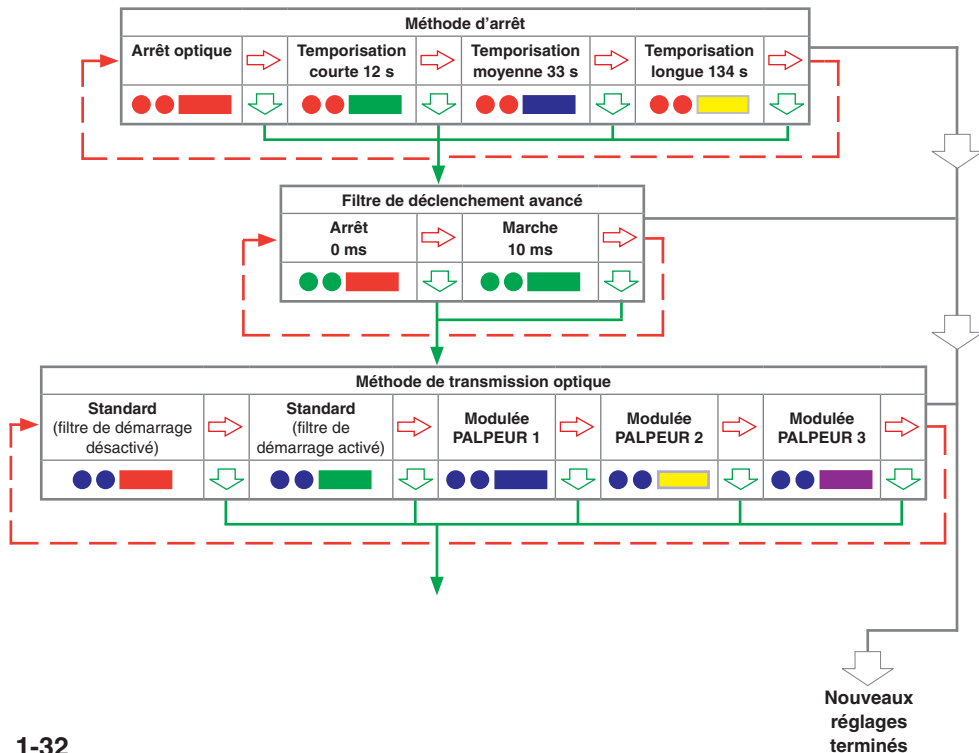 Méthode d'arrêt
Arrêt optique
Temporisation
courte 12 s
Temporisation
moyenne 33 s
Temporisation
longue 134 s
Filtre de déclenchement avancé
Arrêt
0 ms
Marche
10 ms
Méthode de transmission optique
Standard
(filtre de démarrage
désactivé)
Standard
(filtre de
démarrage activé)
Modulée
PALPEUR 1
Modulée
PALPEUR 2
Modulée
PALPEUR 3
Nouveaux
réglages
terminés
1-32